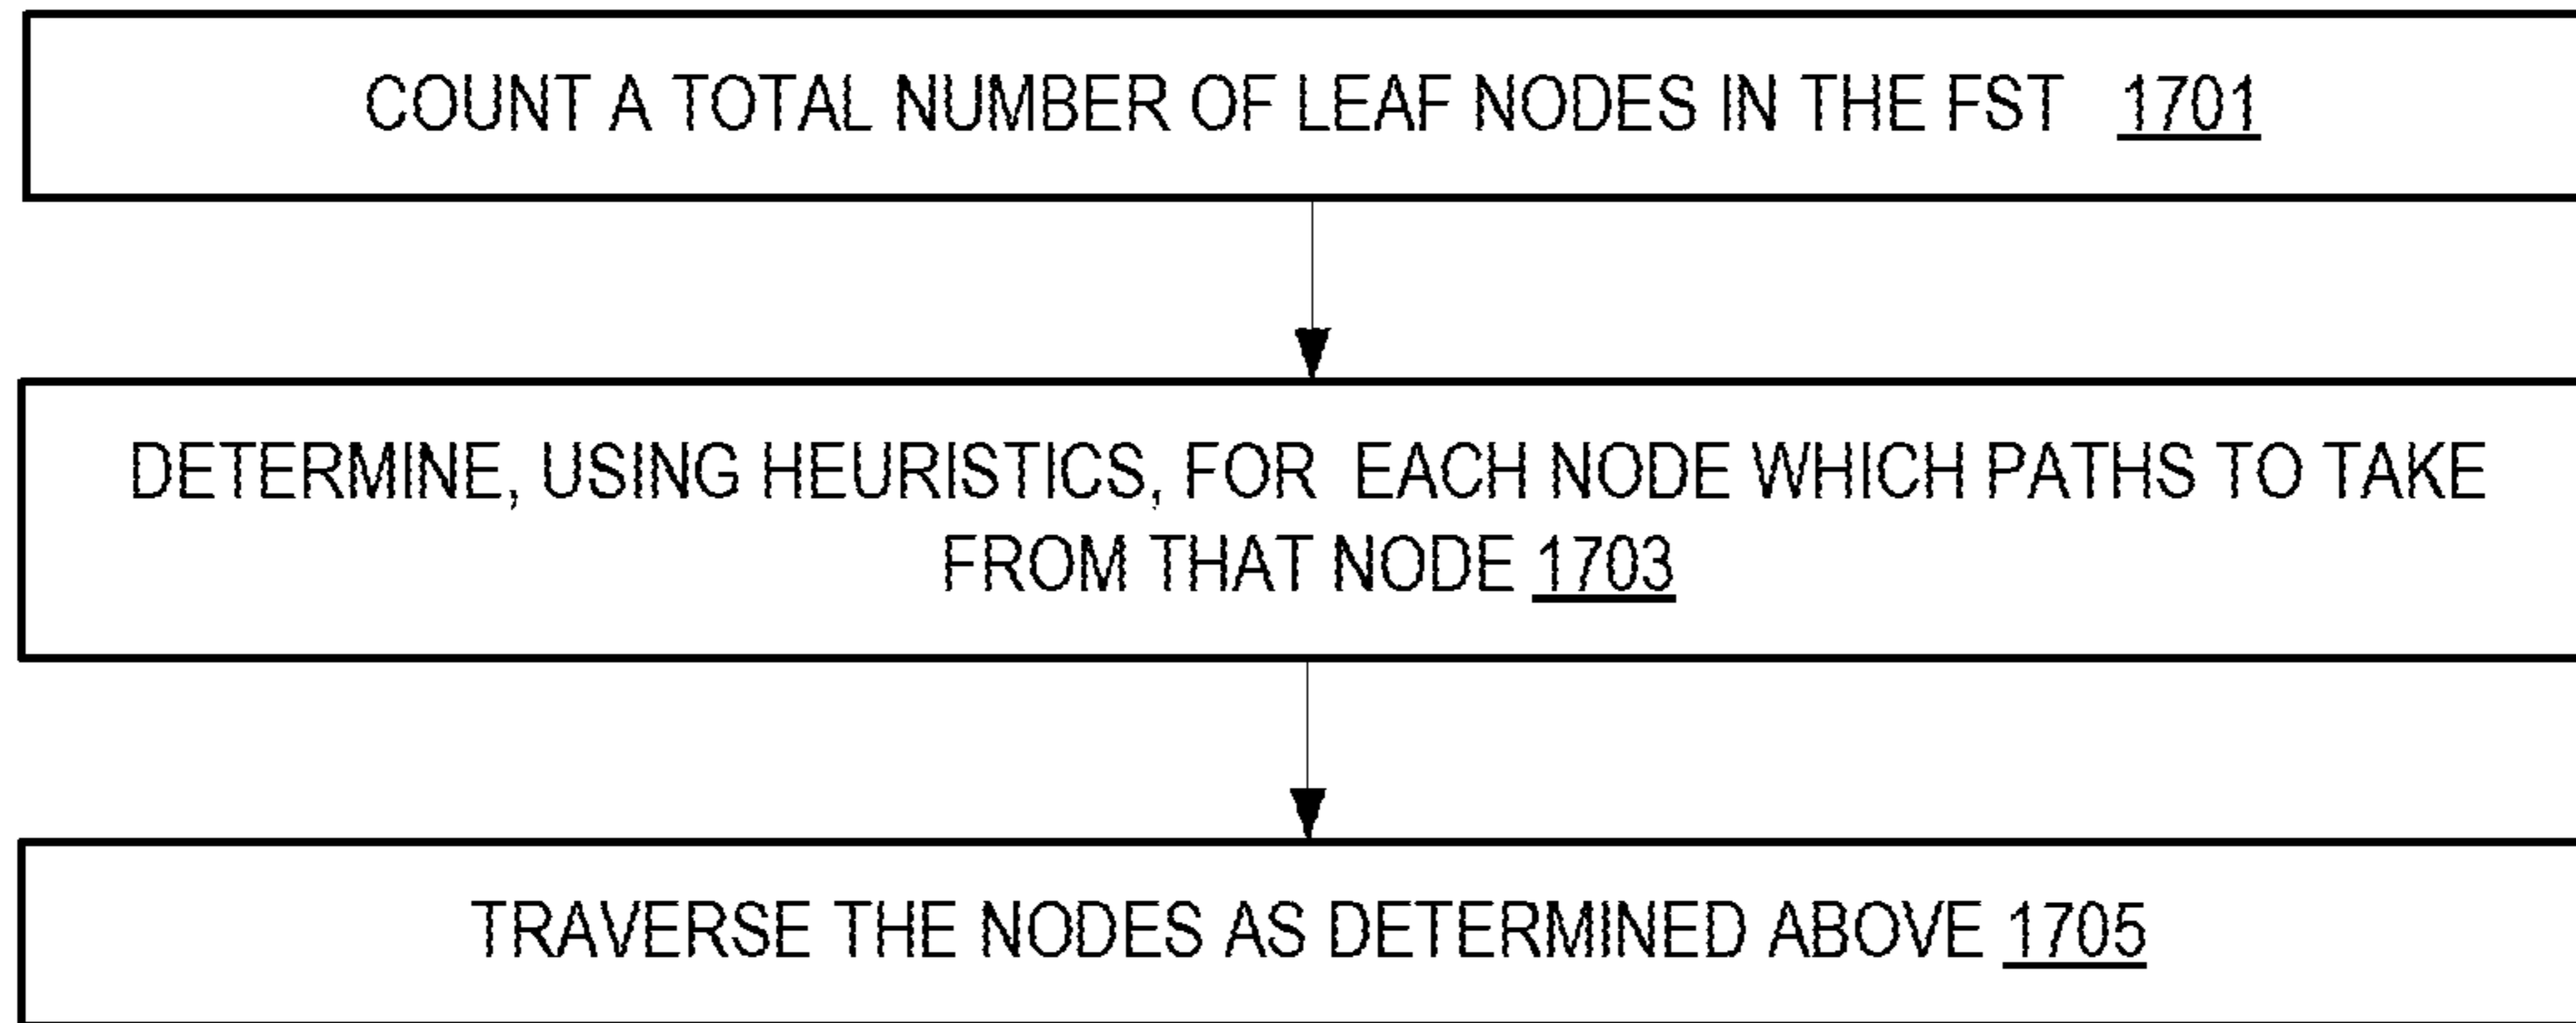 COUNT A TOTAL NUMBER OF LEAF NODES IN THE FST 1701
DETERMINE, USING HEURISTICS, FOR EACH NODE WHICH PATHS TO TAKE
FROM THAT NODE 1703
TRAVERSE THE NODES AS DETERMINED ABOVE 1705